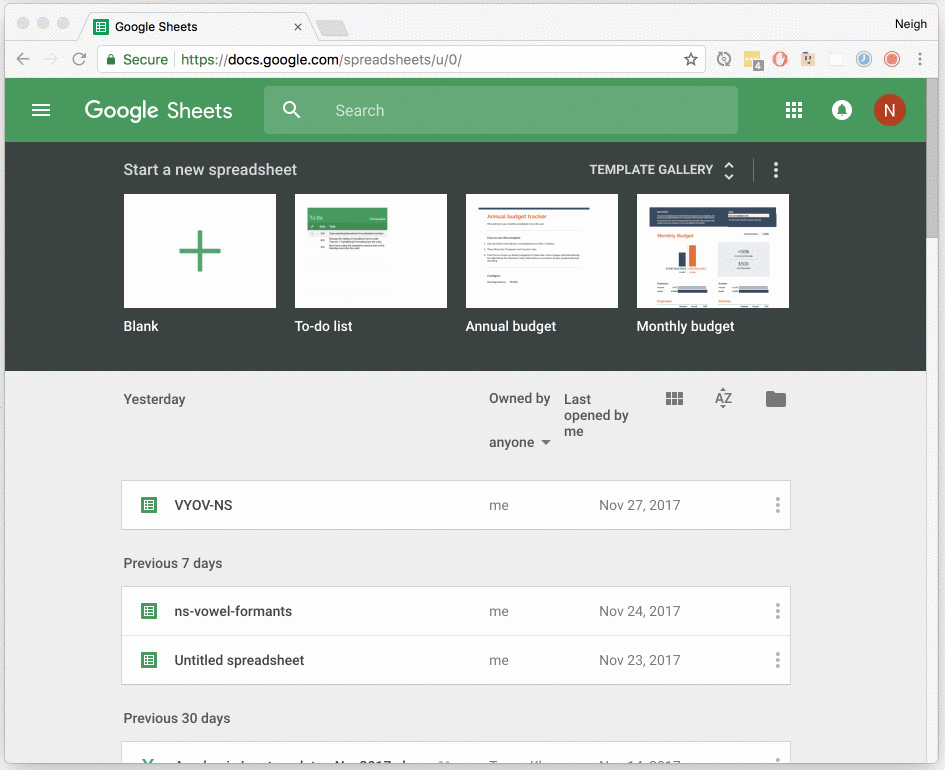 Google Sheets
Neigh
Secure https://docs.google.com/spreadsheets/u/0/
4
Google Sheets
Search
N
Start a new spreadsheet
TEMPLATE GALLERY
To Do
Annual budget tracker
Monthly Budget
Blank
To-do list
Annual budget
Monthly budget
Yesterday
Owned by
anyone
Last
opened by
me
AZ
VYOV-NS me Nov 27, 2017
Previous 7 days
ns-vowel-formants me Nov 24, 2017
Untitled spreadsheet me Nov 23, 2017
Previous 30 days